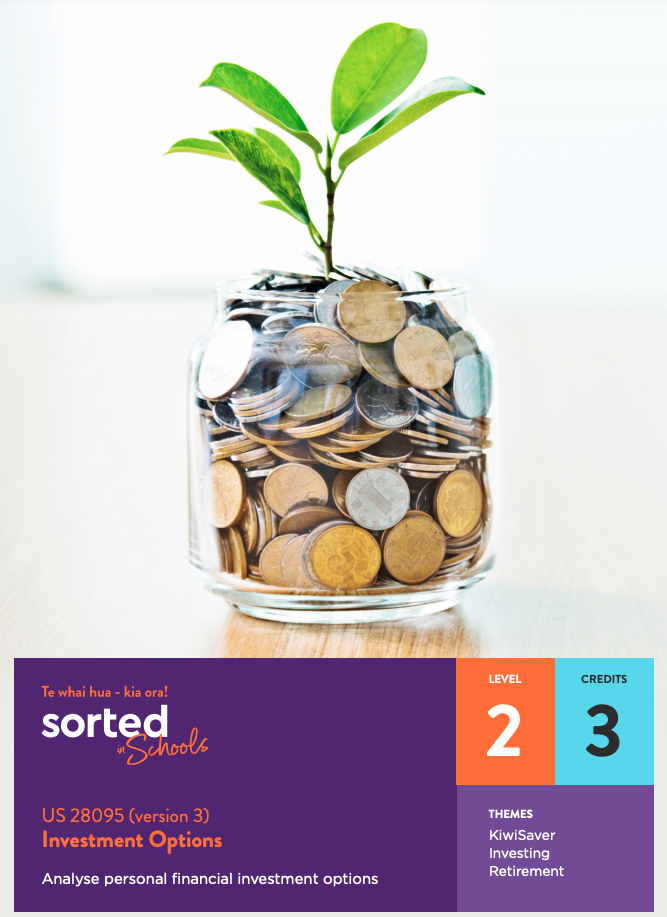 Te whai hua - kia ora!
sorted
in Schools
US 28095 (version 3)
Investment Options
Analyse personal financial investment options
LEVEL
2
CREDITS
3
THEMES
KiwiSaver
Investing
Retirement